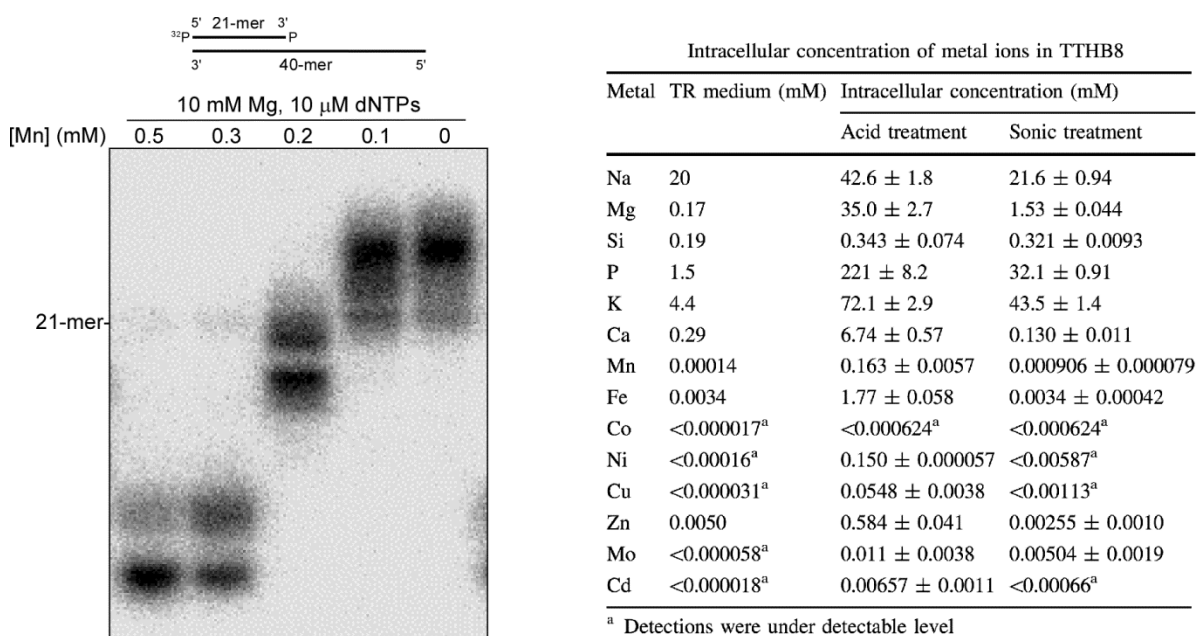 5' 21-mer 3'
32P P
3' 40-mer 5'
10 mM Mg, 10 μM dNTPs
[Mn] (mM) 0.5 0.3 0.2 0.1 0
21-mer-
Intracellular concentration of metal ions in TTHB8
Metal TR medium (mM) Intracellular concentration (mM)
Acid treatment Sonic treatment
Na 20 42.6 ± 1.8 21.6 ± 0.94
Mg 0.17 35.0 ± 2.7 1.53 ± 0.044
Si 0.19 0.343 ± 0.074 0.321 ± 0.0093
P 1.5 221 ± 8.2 32.1 ± 0.91
K 4.4 72.1 ± 2.9 43.5 ± 1.4
Ca 0.29 6.74 ± 0.57 0.130 ± 0.011
Mn 0.00014 0.163 ± 0.0057 0.000906 ± 0.000079
Fe 0.0034 1.77 ± 0.058 0.0034 ± 0.00042
Co <0.000017a <0.000624a <0.000624a
Ni <0.00016a 0.150 ± 0.000057 <0.00587a
Cu <0.000031a 0.0548 ± 0.0038 <0.00113a
Zn 0.0050 0.584 ± 0.041 0.00255 ± 0.0010
Mo <0.000058a 0.011 ± 0.0038 0.00504 ± 0.0019
Cd <0.000018a 0.00657 ± 0.0011 <0.00066a
a Detections were under detectable level